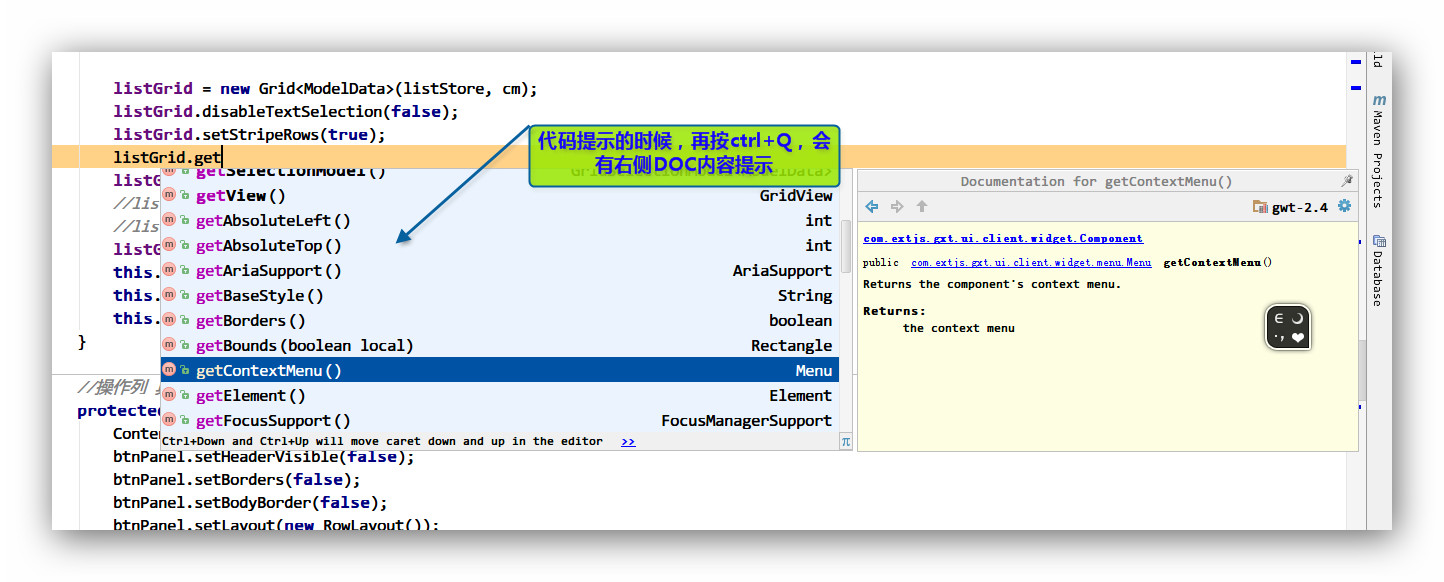 listGrid = new Grid<ModelData>(listStore, cm);
listGrid.disableTextSelection(false);
listGrid.setStripeRows(true);
listGrid.get
代码提示的时候，再按ctrl+Q，会
有右侧DOC内容提示
getSelectionModel()
getView() GridView
getAbsoluteLeft() int
getAbsoluteTop() int
getAriaSupport() AriaSupport
getBaseStyle() String
getBorders() boolean
getBounds(boolean local) Rectangle
getContextMenu() Menu
getElement() Element
getFocusSupport() FocusManagerSupport
Ctrl+Down and Ctrl+Up will move caret down and up in the editor >>
π
listG
//lis
//lis
listG
this.
this.
this.
}
//操作列
protected
Conte
btnPanel.setHeaderVisible(false);
btnPanel.setBorders(false);
btnPanel.setBodyBorder(false);
btnPanel.setLayout(new RowLayout());
Documentation for getContextMenu()
gwt-2.4
com.extjs.gxt.ui.client.widget.Component
public com.extjs.gxt.ui.client.widget.menu.Menu getContextMenu()
Returns the component's context menu.
Returns:
the context menu
ld
m Maven Projects
Database